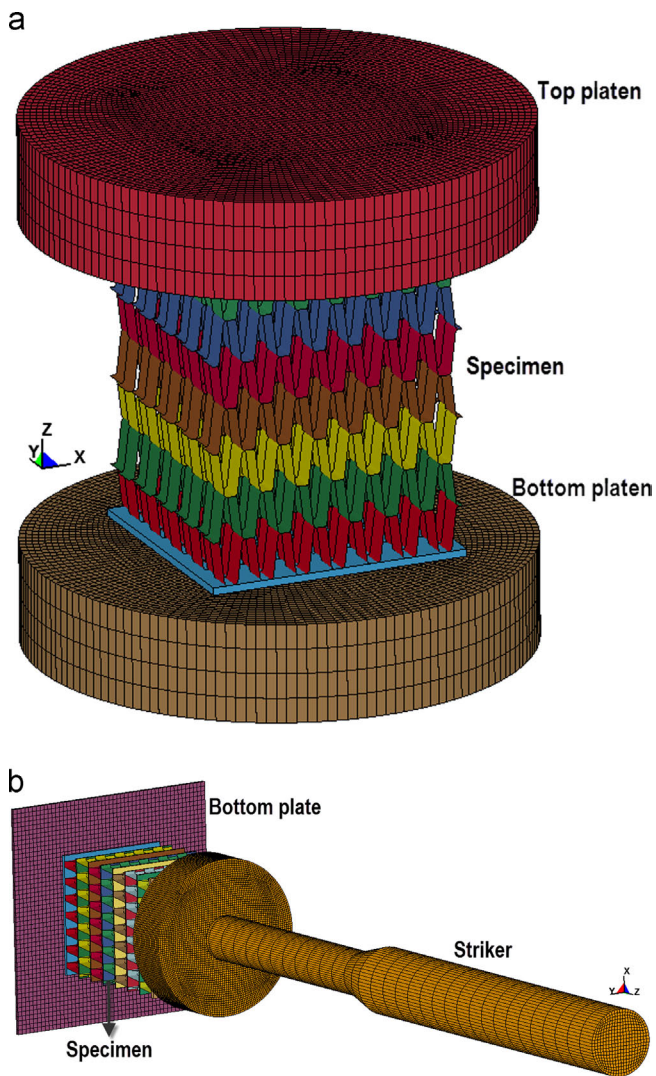 a
Top platen
Specimen
Z
Y
X
Bottom platen
b
Bottom plate
Striker
X
Y
Z
Specimen